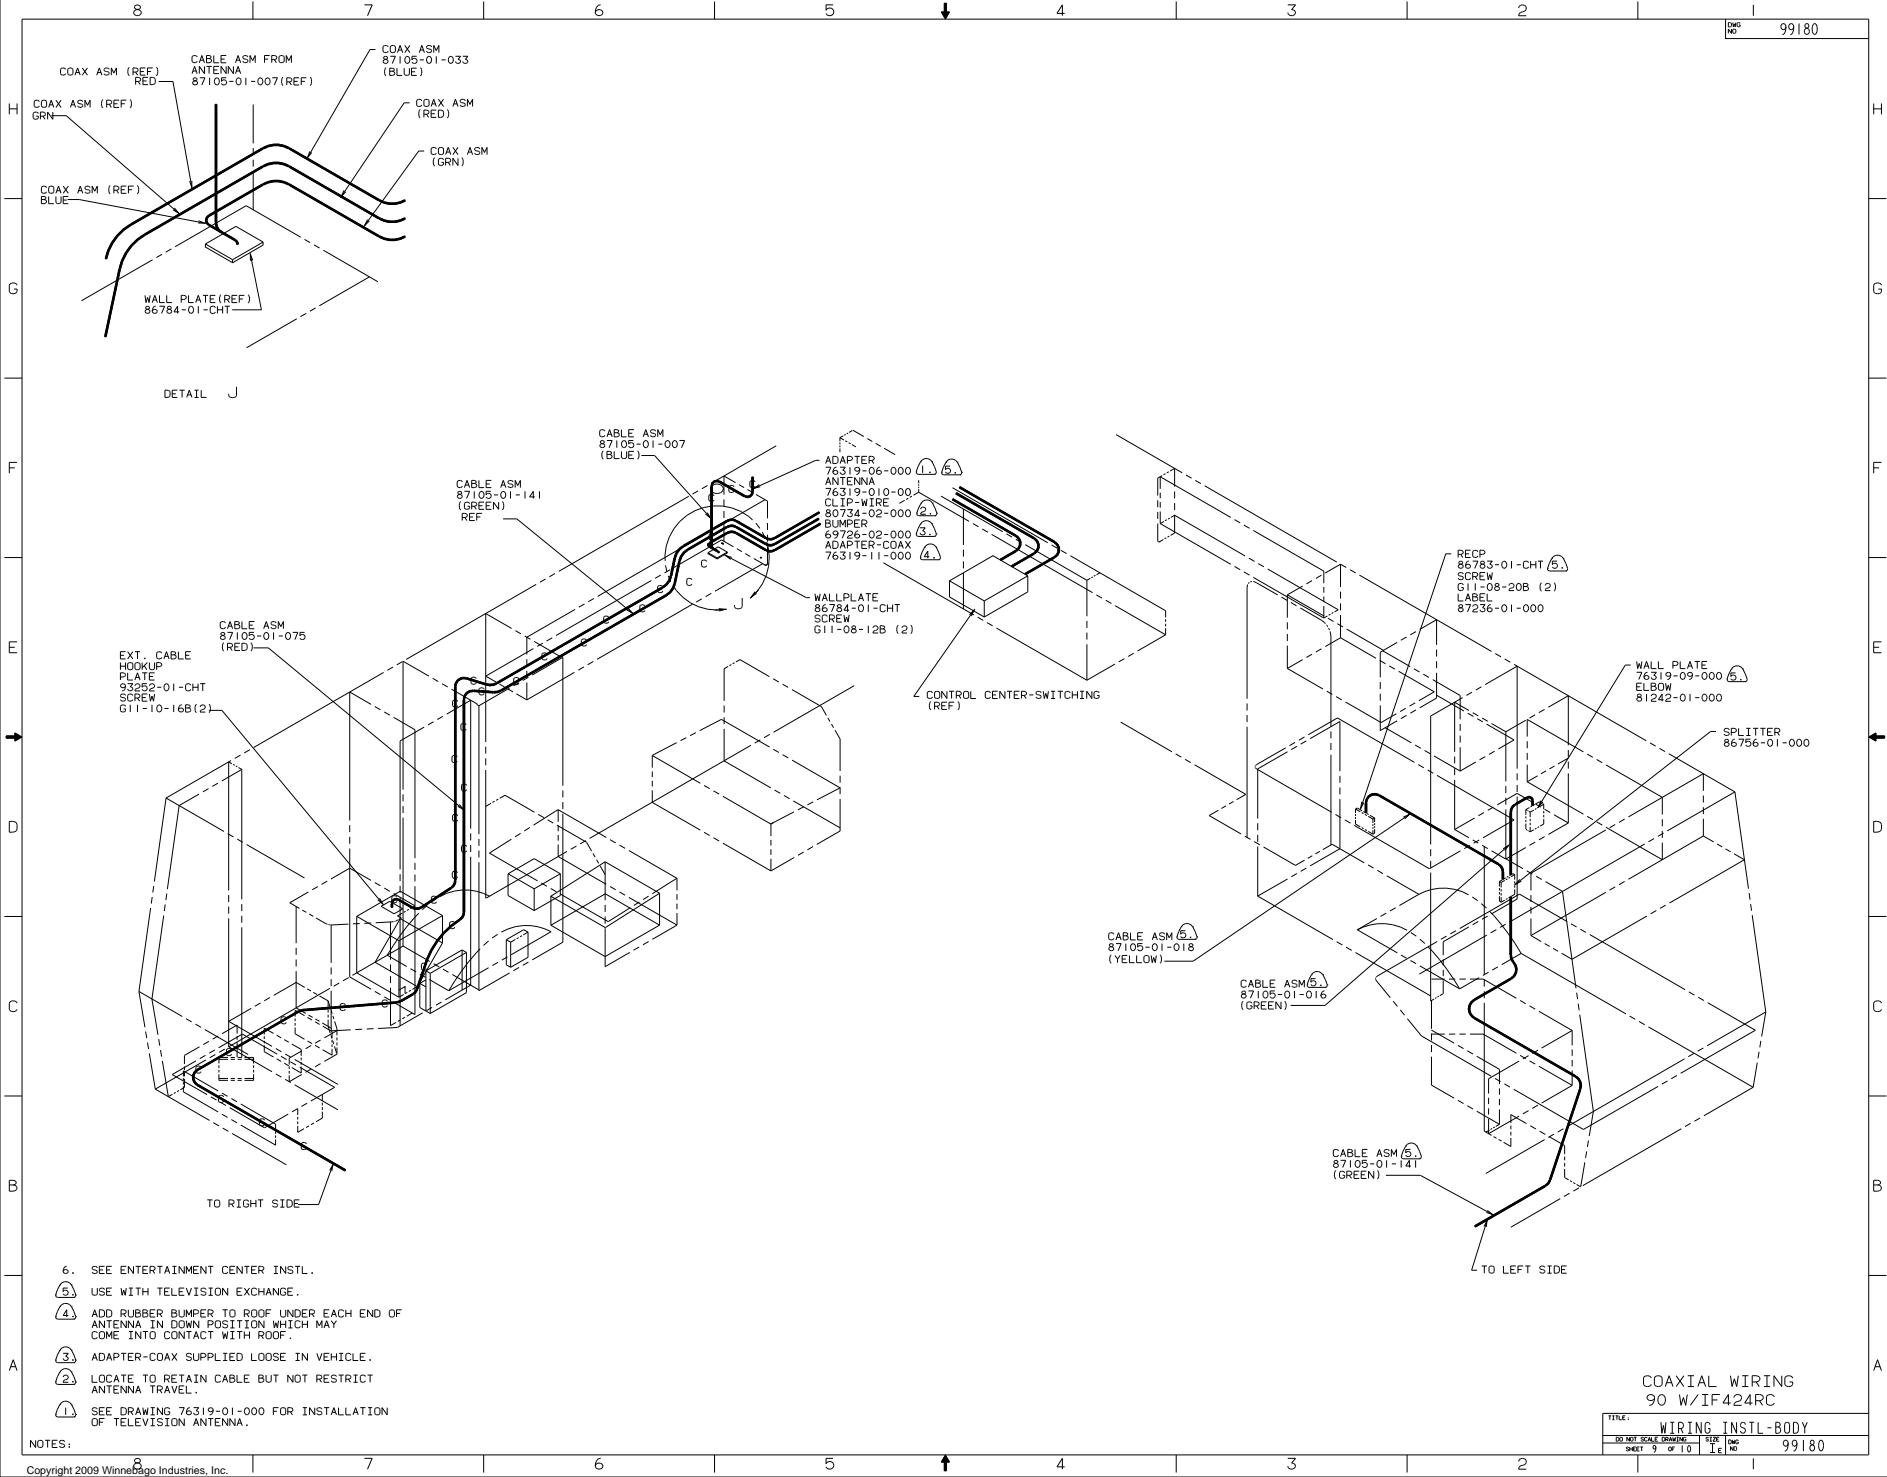 8 7 6 5 4 3 2 1
DWG NO 99180
H
G
F
E
D
C
B
A
COAX ASM (REF)
RED
CABLE ASM FROM
ANTENNA
87105-01-007(REF)
COAX ASM
87105-01-033
(BLUE)
COAX ASM (REF)
GRN
COAX ASM
(RED)
COAX ASM
(GRN)
COAX ASM (REF)
BLUE
WALL PLATE(REF)
86784-01-CHT
DETAIL J
CABLE ASM
87105-01-007
(BLUE)
CABLE ASM
87105-01-141
(GREEN)
REF
ADAPTER
76319-06-000 1. 5.
ANTENNA
76319-010-00
CLIP-WIRE
80734-02-000 2.
BUMPER
69726-02-000 3.
ADAPTER-COAX
76319-11-000 4.
J
WALLPLATE
86784-01-CHT
SCREW
G11-08-12B (2)
CABLE ASM
87105-01-075
(RED)
EXT. CABLE
HOOKUP
PLATE
93252-01-CHT
SCREW
G11-10-16B(2)
CONTROL CENTER-SWITCHING
(REF)
RECP
86783-01-CHT 5.
SCREW
G11-08-20B (2)
LABEL
87236-01-000
WALL PLATE
76319-09-000 5.
ELBOW
81242-01-000
SPLITTER
86756-01-000
CABLE ASM 5.
87105-01-018
(YELLOW)
CABLE ASM 5.
87105-01-016
(GREEN)
CABLE ASM 5.
87105-01-141
(GREEN)
TO RIGHT SIDE
TO LEFT SIDE
6. SEE ENTERTAINMENT CENTER INSTL.
5. USE WITH TELEVISION EXCHANGE.
4. ADD RUBBER BUMPER TO ROOF UNDER EACH END OF
ANTENNA IN DOWN POSITION WHICH MAY
COME INTO CONTACT WITH ROOF.
3. ADAPTER-COAX SUPPLIED LOOSE IN VEHICLE.
2. LOCATE TO RETAIN CABLE BUT NOT RESTRICT
ANTENNA TRAVEL.
1. SEE DRAWING 76319-01-000 FOR INSTALLATION
OF TELEVISION ANTENNA.
NOTES:
COAXIAL WIRING
90 W/IF424RC
TITLE:
WIRING INSTL-BODY
DO NOT SCALE DRAWING
SHEET 9 OF 10
SIZE
IE
DWG NO 99180
8 7 6 5 4 3 2 1
Copyright 2009 Winnebago Industries, Inc.